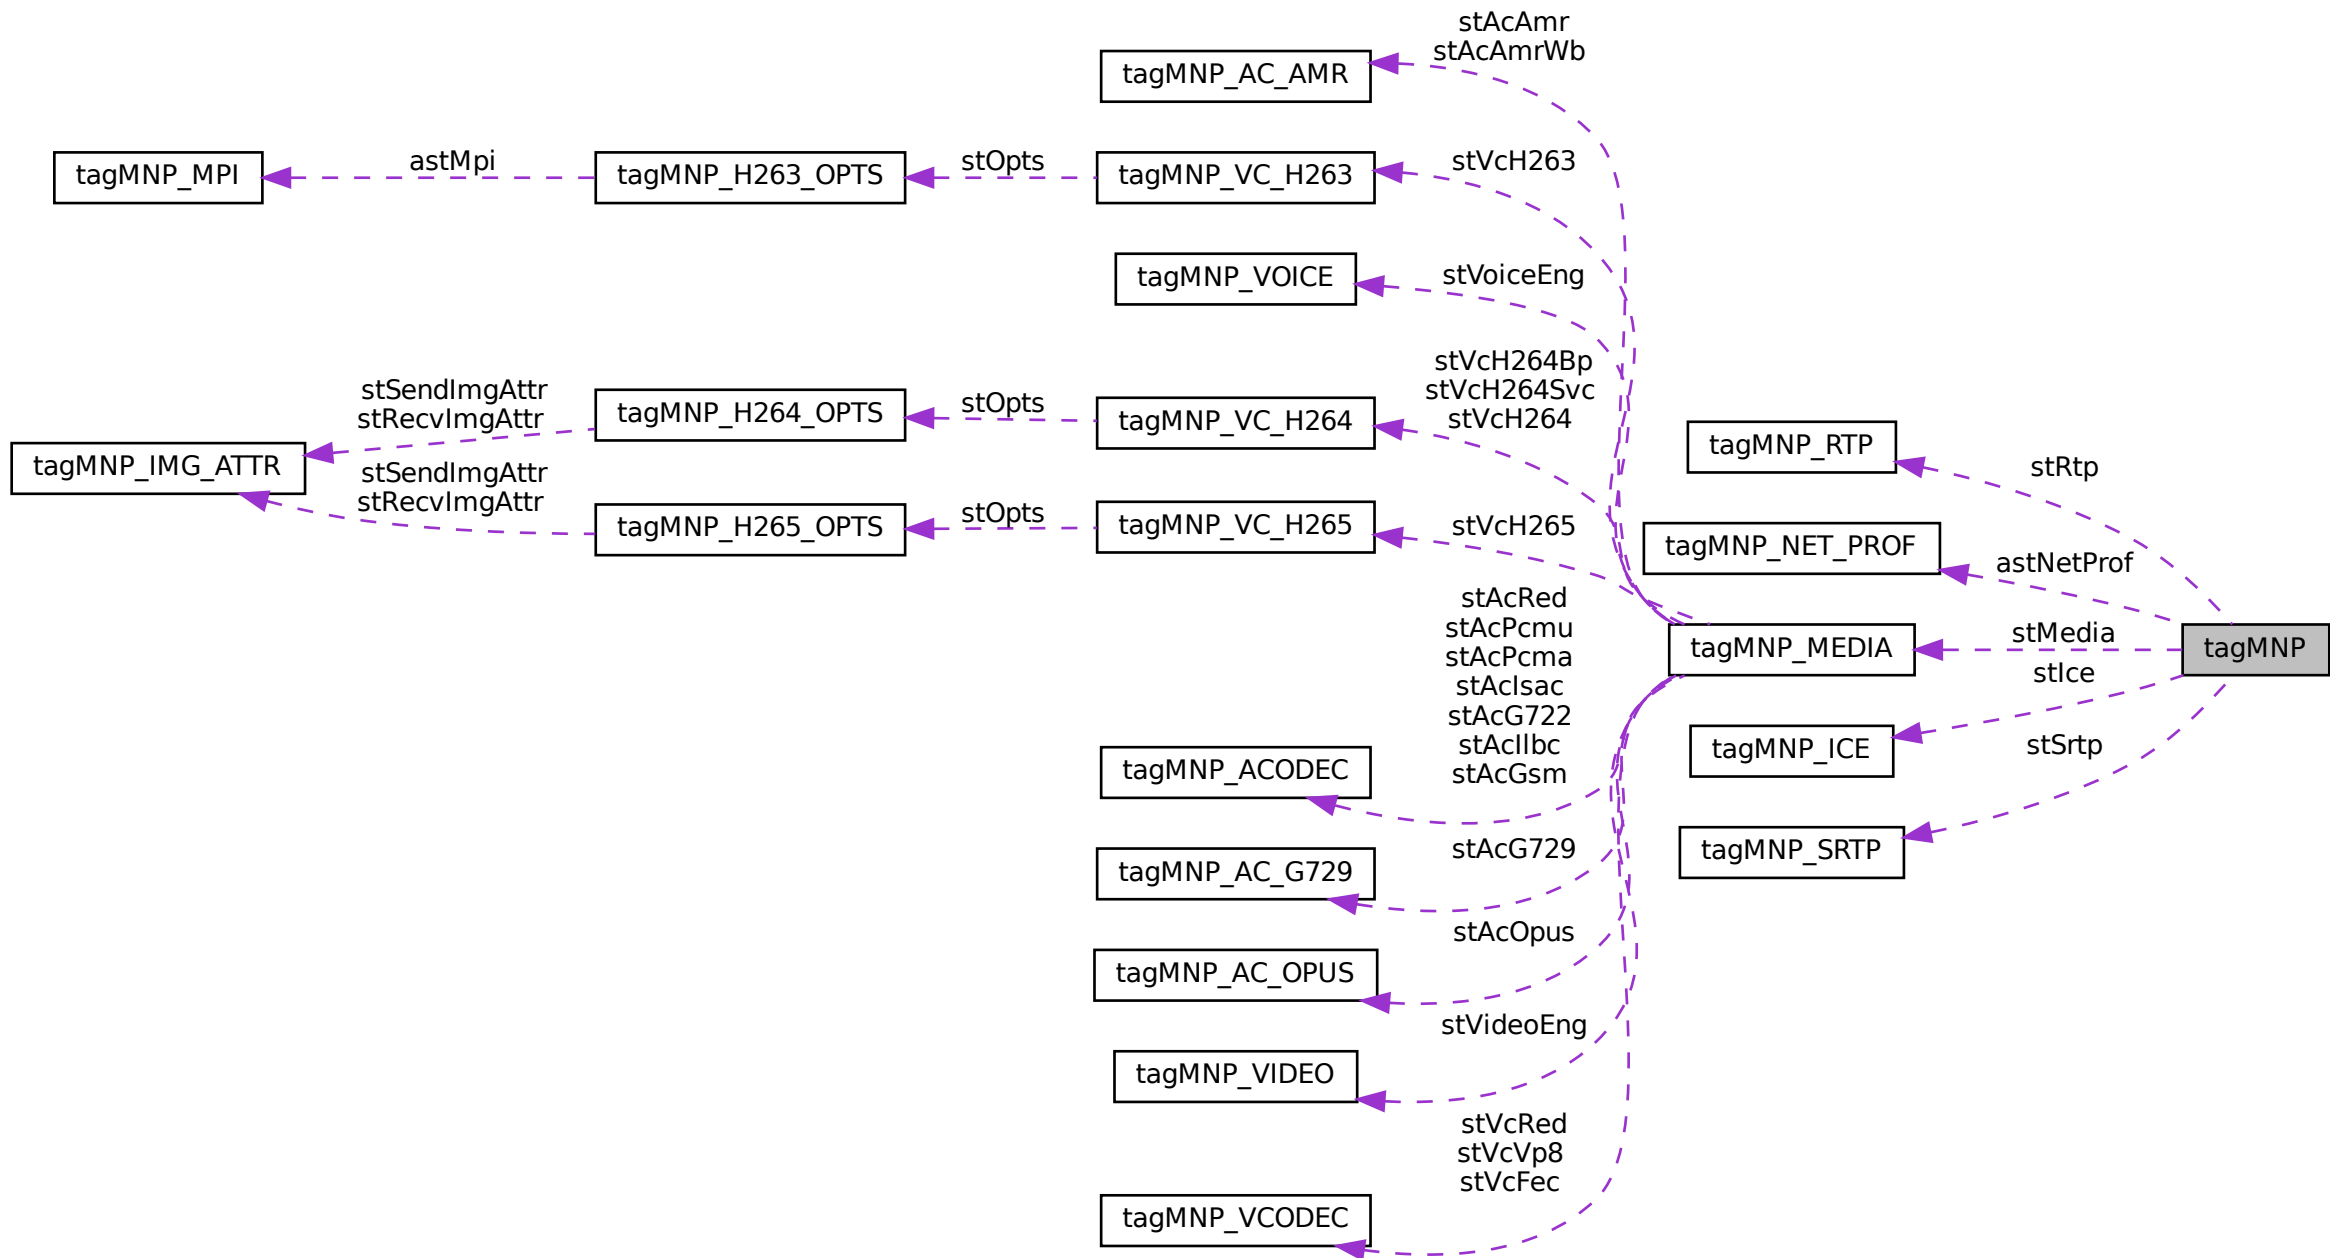 stAcAmr
stAcAmrWb
tagMNP_AC_AMR
tagMNP_MPI
astMpi
tagMNP_H263_OPTS
stOpts
tagMNP_VC_H263
stVcH263
tagMNP_VOICE
stVoiceEng
stVcH264Bp
stVcH264Svc
stVcH264
stSendImgAttr
stRecvImgAttr
tagMNP_H264_OPTS
stOpts
tagMNP_VC_H264
tagMNP_IMG_ATTR
stSendImgAttr
stRecvImgAttr
tagMNP_H265_OPTS
stOpts
tagMNP_VC_H265
stVcH265
tagMNP_RTP
stRtp
tagMNP_NET_PROF
astNetProf
tagMNP_MEDIA
stMedia
tagMNP
stIce
tagMNP_ICE
stSrtp
tagMNP_SRTP
stAcRed
stAcPcmu
stAcPcma
stAcIsac
stAcG722
stAcIlbc
stAcGsm
tagMNP_ACODEC
stAcG729
tagMNP_AC_G729
stAcOpus
tagMNP_AC_OPUS
stVideoEng
tagMNP_VIDEO
stVcRed
stVcVp8
stVcFec
tagMNP_VCODEC